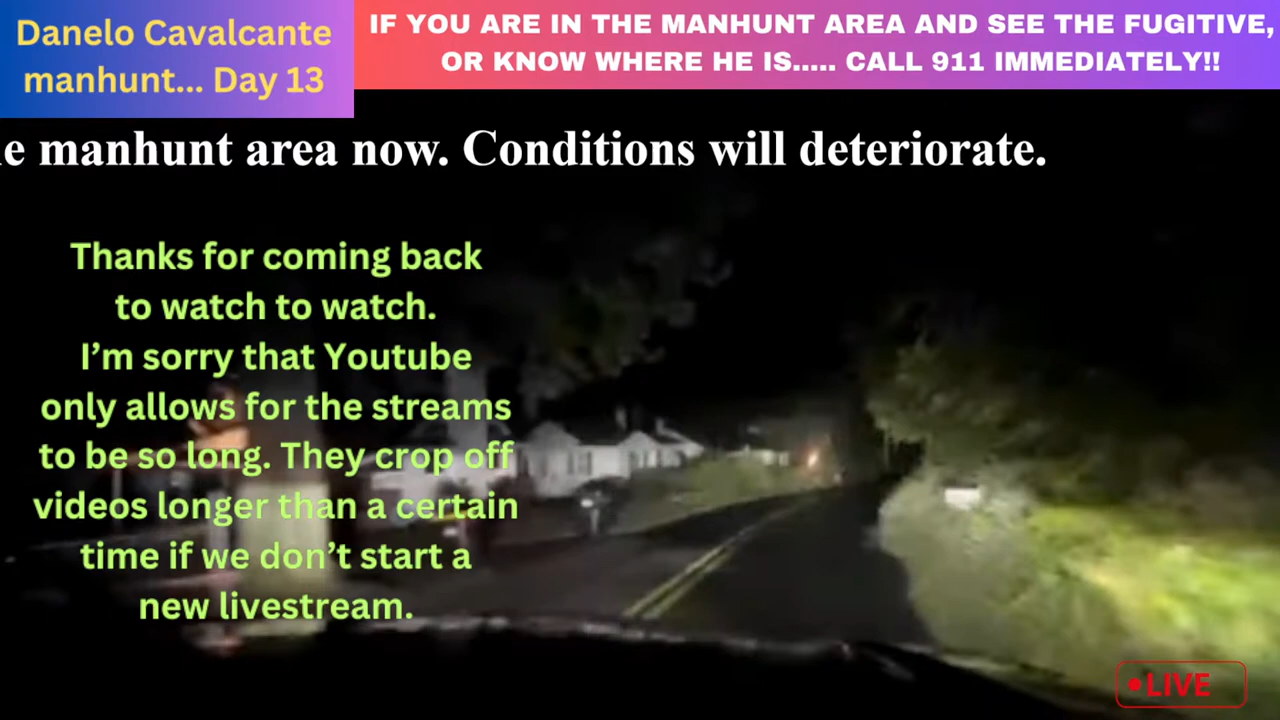 Danelo Cavalcante
manhunt... Day 13
IF YOU ARE IN THE MANHUNT AREA AND SEE THE FUGITIVE,
OR KNOW WHERE HE IS..... CALL 911 IMMEDIATELY!!
e manhunt area now. Conditions will deteriorate.
Thanks for coming back
to watch to watch.
I'm sorry that Youtube
only allows for the streams
to be so long. They crop off
videos longer than a certain
time if we don't start a
new livestream.
LIVE